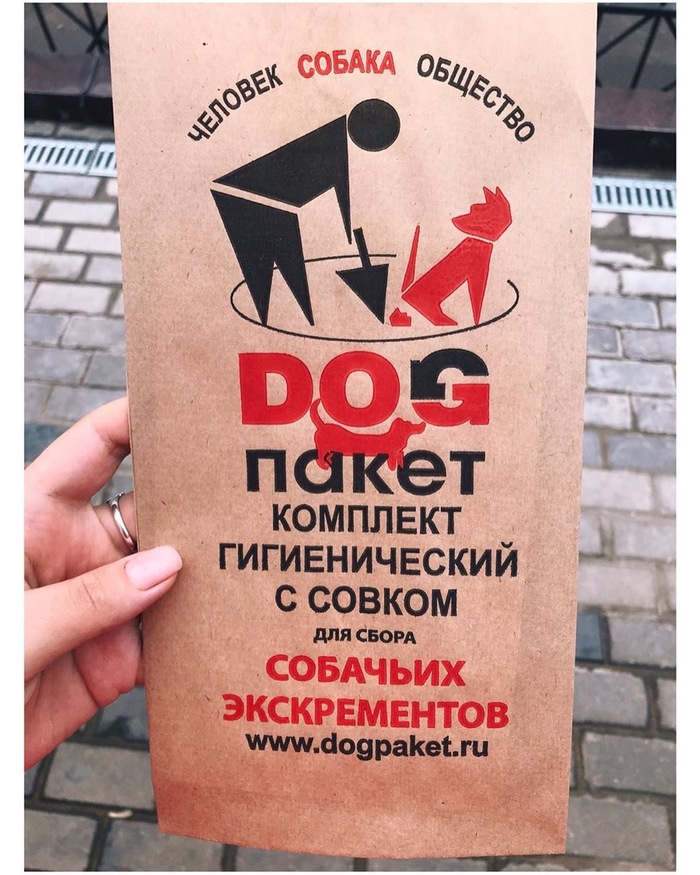 ЧЕЛОВЕК СОБАКА ОБЩЕСТВО
DOG
пакет
КОМПЛЕКТ
ГИГИЕНИЧЕСКИЙ
С СОВКОМ
ДЛЯ СБОРА
СОБАЧЬИХ
ЭКСКРЕМЕНТОВ
www.dogpaket.ru